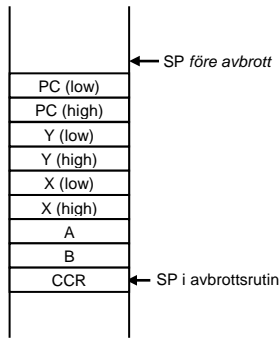 SP före avbrott
PC (low)
PC (high)
Y (low)
Y (high)
X (low)
X (high)
A
B
CCR
SP i avbrottsrutin